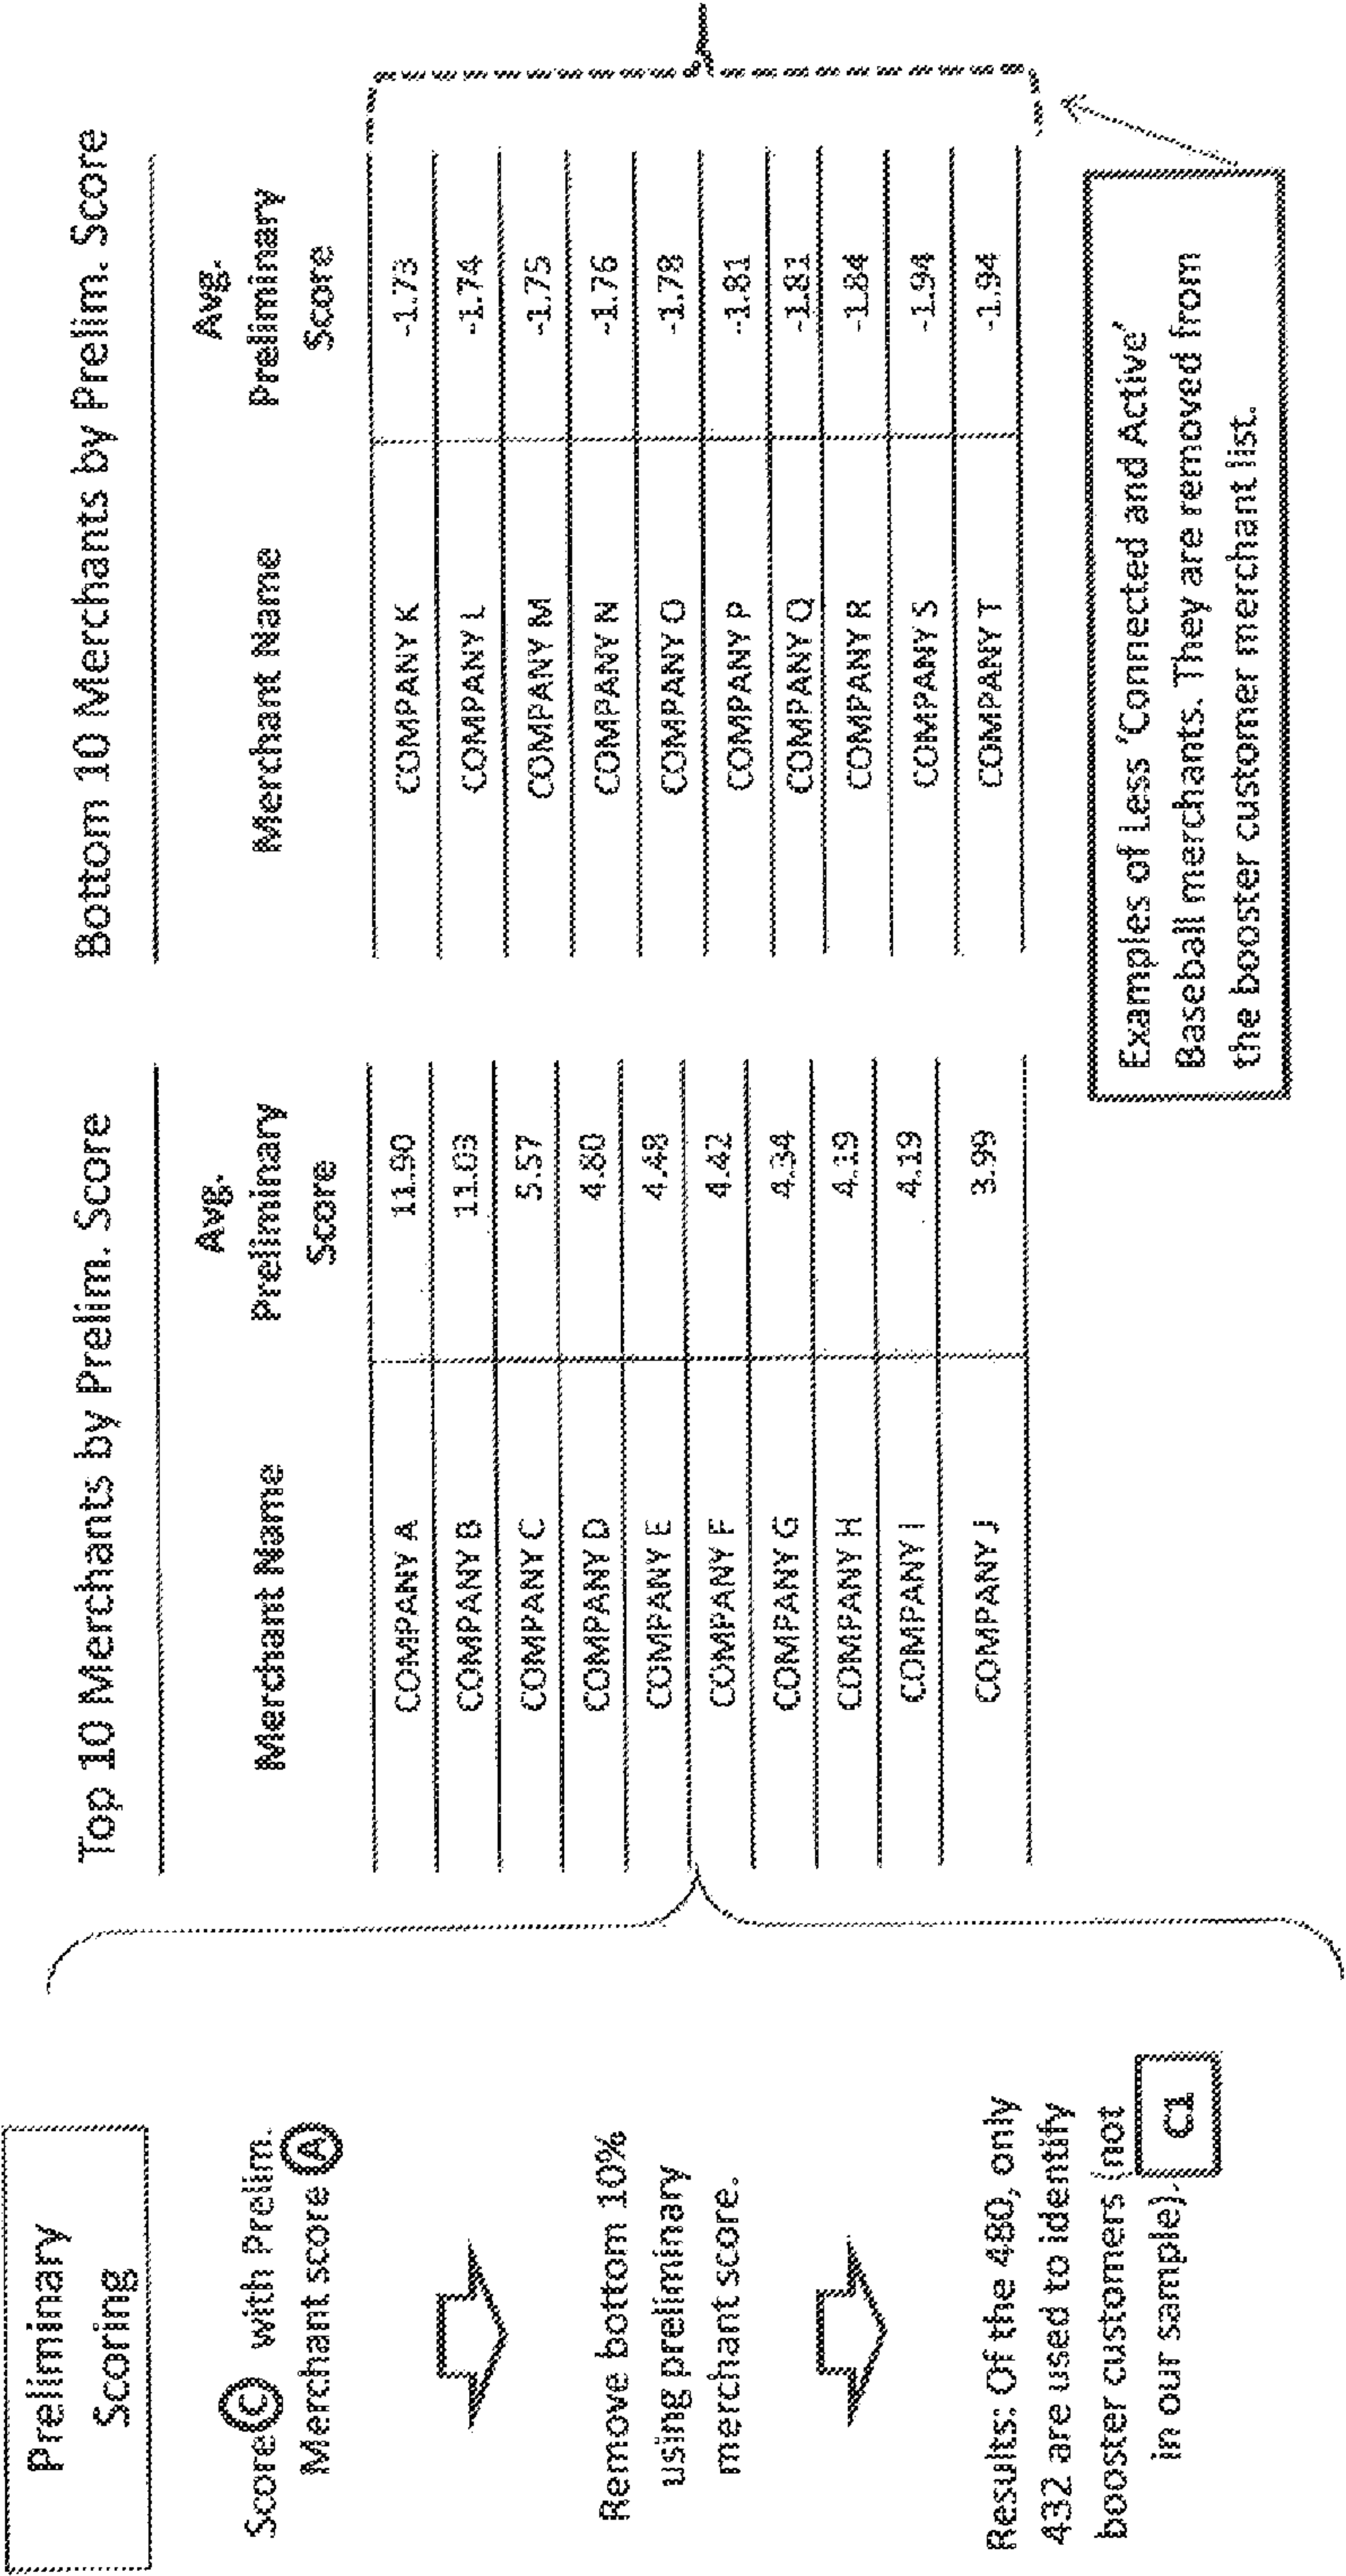 Preliminary
Scoring
Score Ⓒ with Prelim.
Merchant score Ⓐ
Remove bottom 10%
using preliminary
merchant score.
Results: Of the 480, only
432 are used to identify
booster customers (not
in our sample).
C1
Top 10 Merchants by Prelim. Score
Merchant Name Avg. Preliminary Score
COMPANY A 11.90
COMPANY B 11.03
COMPANY C 5.57
COMPANY D 4.80
COMPANY E 4.48
COMPANY F 4.42
COMPANY G 4.34
COMPANY H 4.19
COMPANY I 4.19
COMPANY J 3.99
Bottom 10 Merchants by Prelim. Score
Merchant Name Avg. Preliminary Score
COMPANY K -1.73
COMPANY L -1.74
COMPANY M -1.75
COMPANY N -1.76
COMPANY O -1.78
COMPANY P -1.81
COMPANY Q -1.81
COMPANY R -1.84
COMPANY S -1.94
COMPANY T -1.94
Examples of Less 'Connected and Active'
Baseball merchants. They are removed from
the booster customer merchant list.